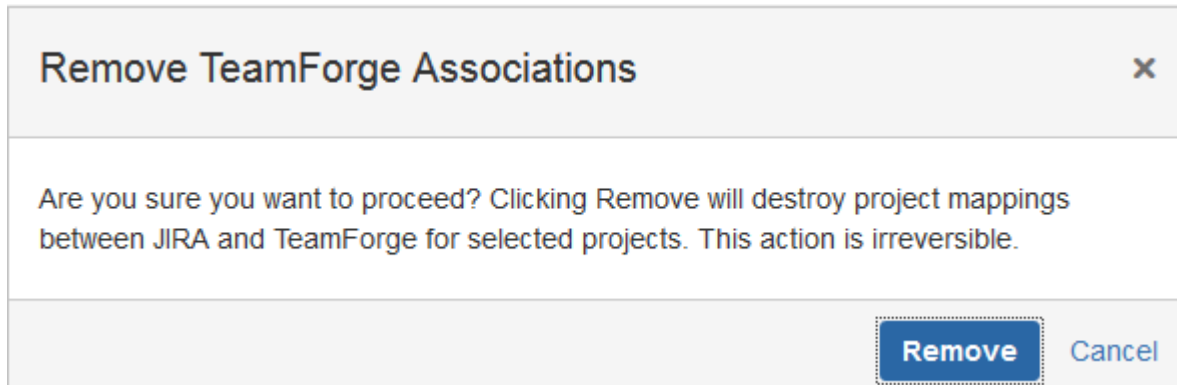 Remove TeamForge Associations
Are you sure you want to proceed? Clicking Remove will destroy project mappings
between JIRA and TeamForge for selected projects. This action is irreversible.
Remove Cancel